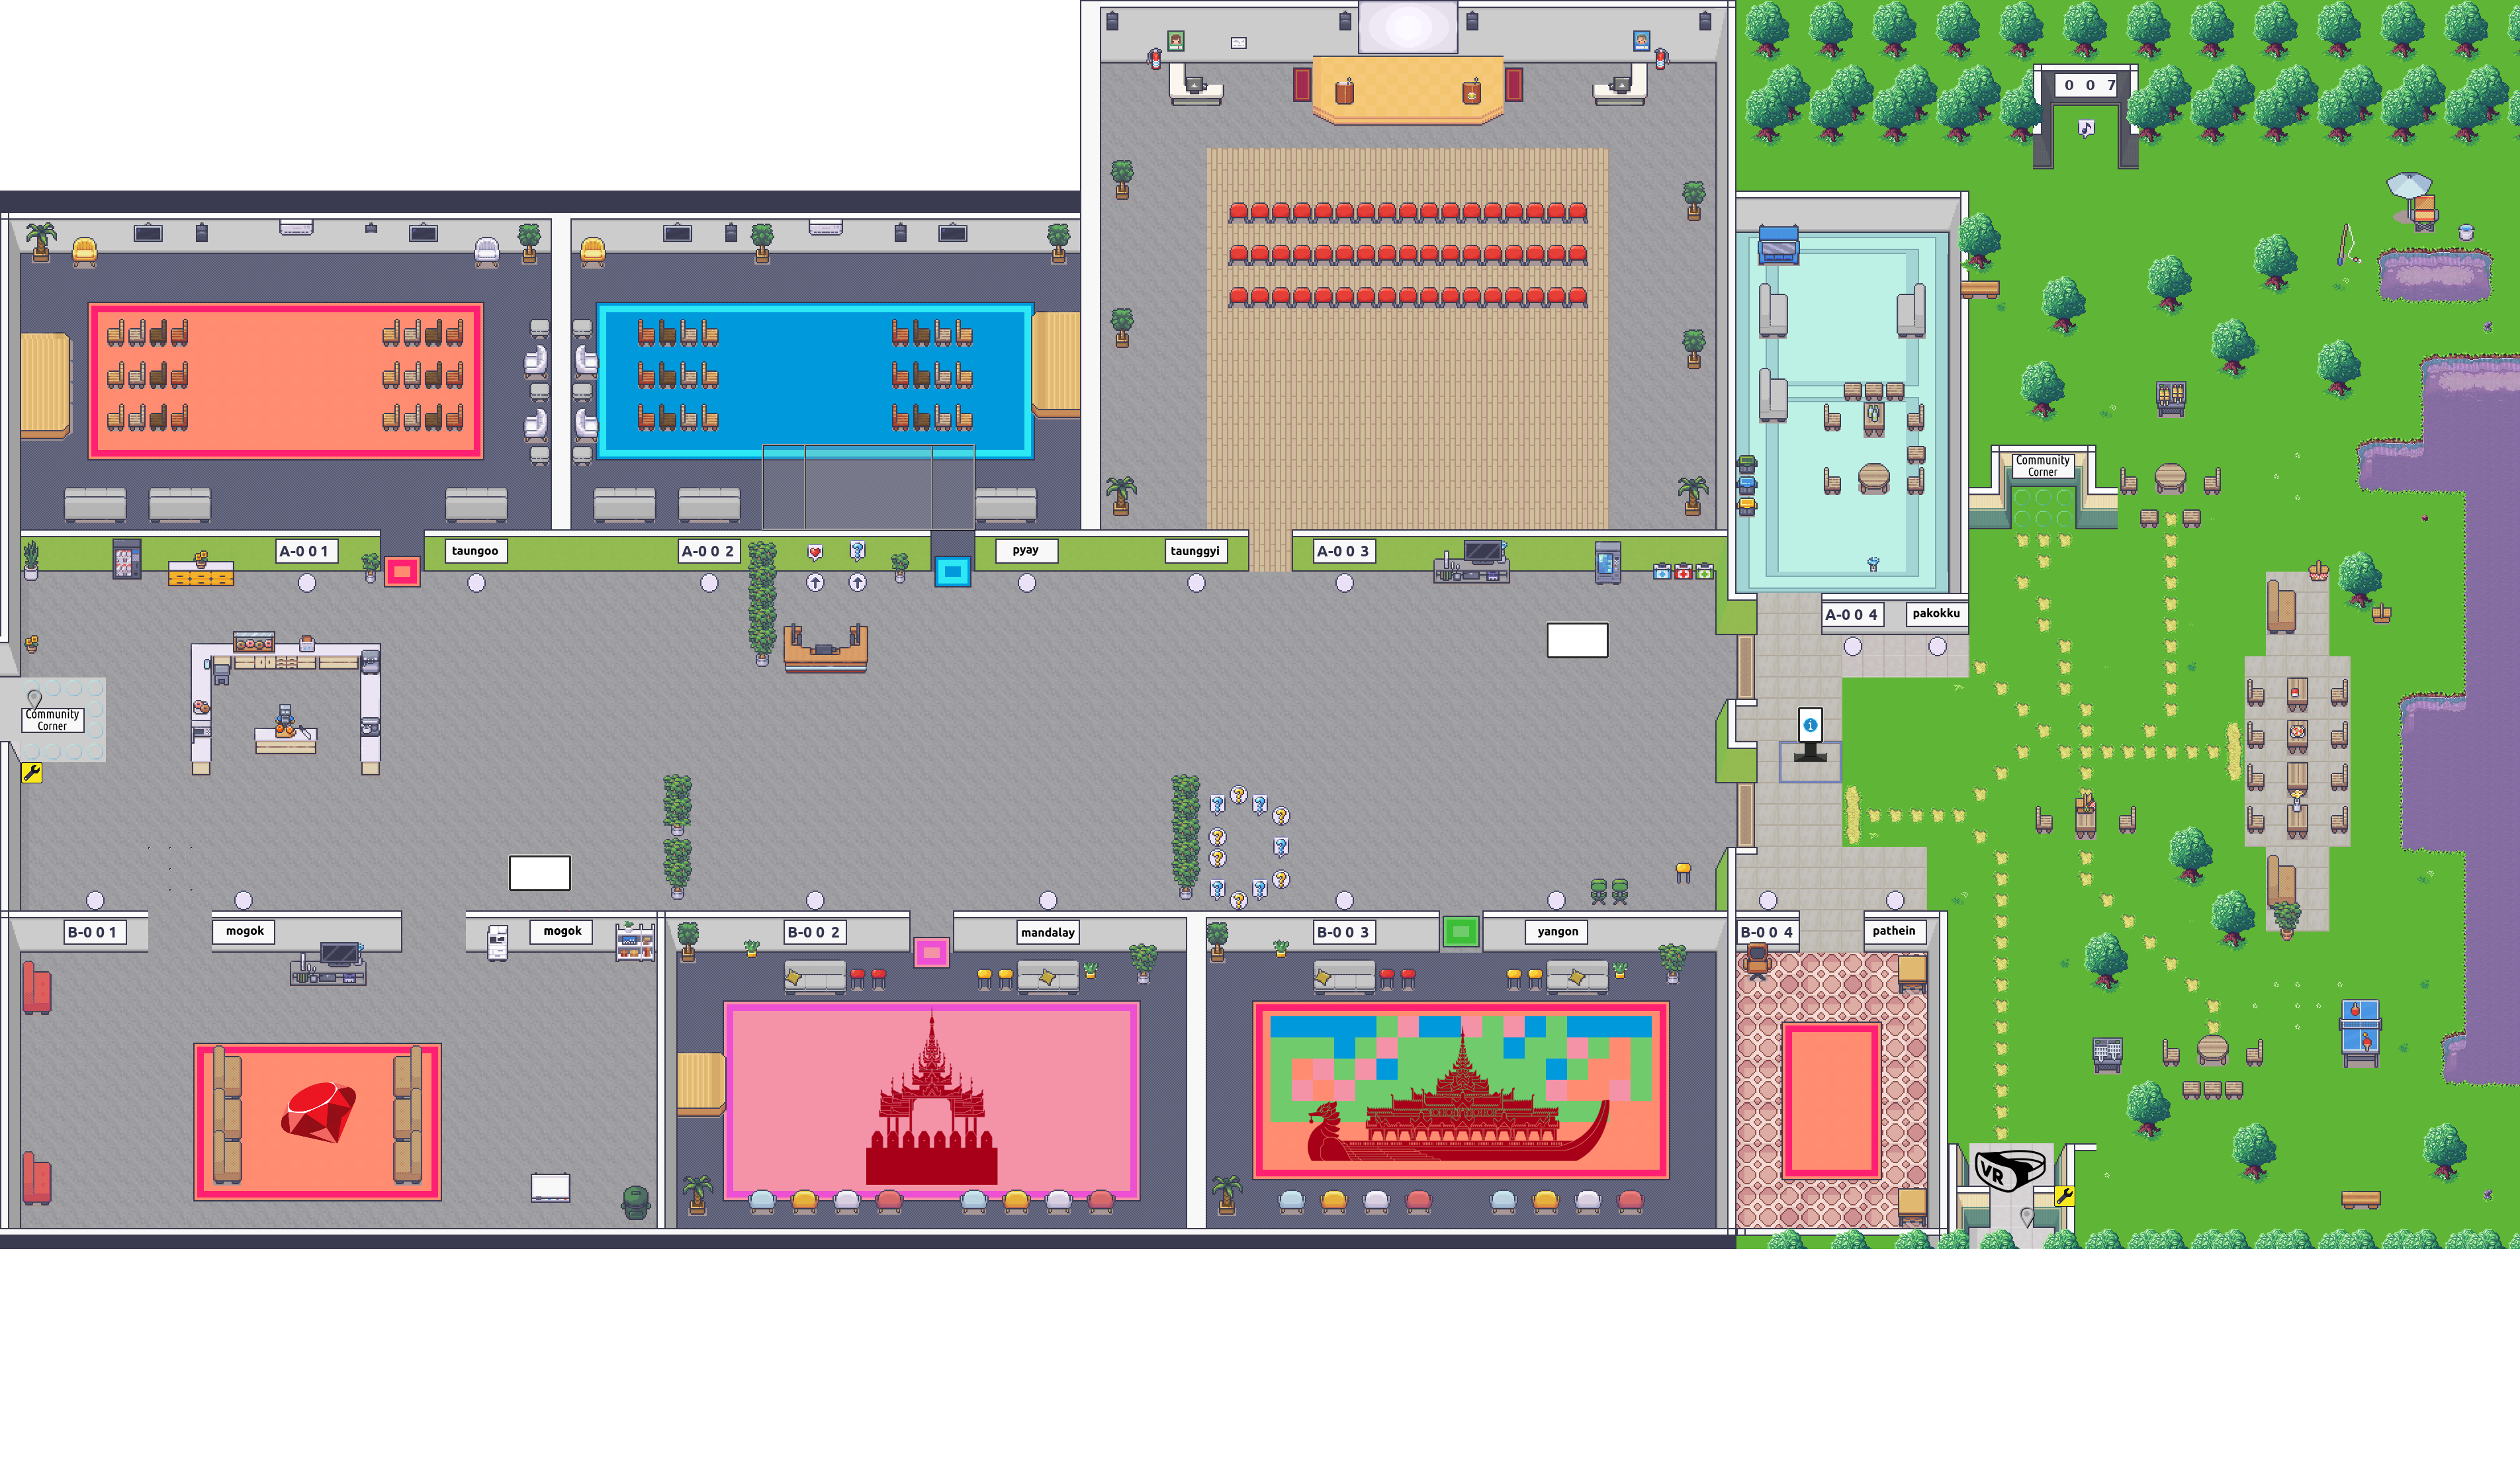 0 0 7
Community
Corner
A-0 0 1
taungoo
A-0 0 2
pyay
taunggyi
A-0 0 3
A-0 0 4
pakokku
Community
Corner
i
B-0 0 1
mogok
mogok
B-0 0 2
mandalay
B-0 0 3
yangon
B-0 0 4
pathein
VR